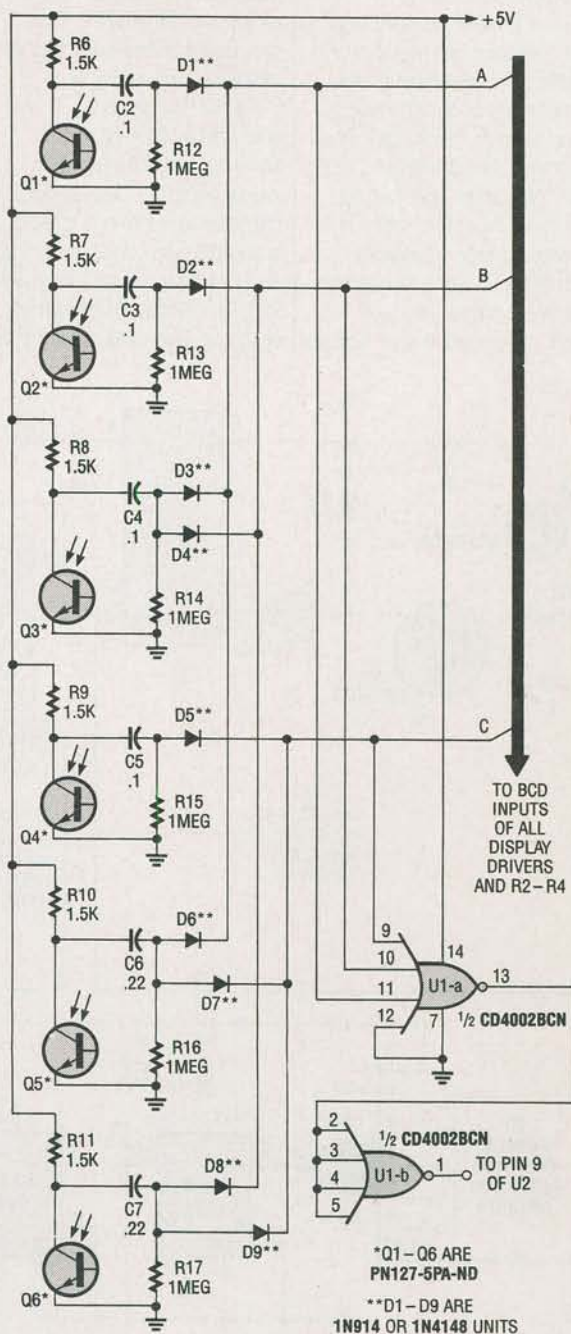 +5V
R6
1.5K
D1**
A
C2
.1
R12
1MEG
Q1*
R7
1.5K
D2**
B
C3
.1
R13
1MEG
Q2*
R8
1.5K
D3**
C4
.1
D4**
R14
1MEG
Q3*
R9
1.5K
D5**
C
C5
.1
R15
1MEG
Q4*
TO BCD
INPUTS
OF ALL
DISPLAY
DRIVERS
AND R2–R4
R10
1.5K
D6**
C6
.22
D7**
R16
1MEG
Q5*
9
10
11
12
14
7
13
U1-a
1/2 CD4002BCN
R11
1.5K
D8**
C7
.22
D9**
R17
1MEG
Q6*
1/2 CD4002BCN
2
3
4
5
U1-b
1
TO PIN 9
OF U2
*Q1–Q6 ARE
PN127-5PA-ND
**D1–D9 ARE
1N914 OR 1N4148 UNITS